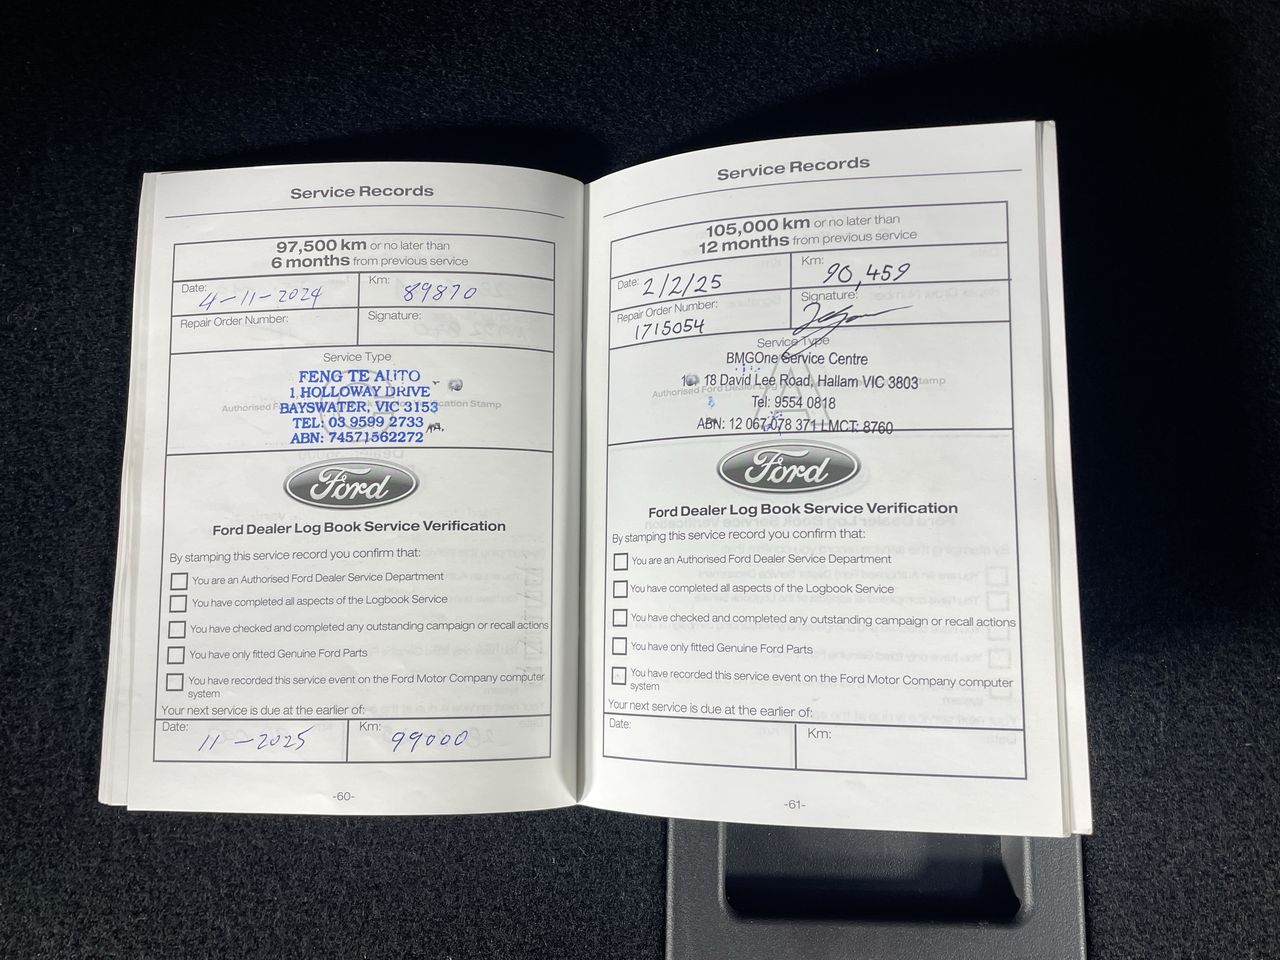 Service Records
97,500 km or no later than
6 months from previous service
Date: 4-11-2024
Km: 89870
Repair Order Number:
Signature:
Service Type
FENG TE AUTO
1 HOLLOWAY DRIVE
BAYSWATER, VIC 3153
TEL: 03 9599 2733
ABN: 74571562272
Ford
Ford Dealer Log Book Service Verification
By stamping this service record you confirm that:
You are an Authorised Ford Dealer Service Department
You have completed all aspects of the Logbook Service
You have checked and completed any outstanding campaign or recall actions
You have only fitted Genuine Ford Parts
You have recorded this service event on the Ford Motor Company computer
system
Your next service is due at the earlier of:
Date: 11-2025
Km: 99000
-60-
Service Records
105,000 km or no later than
12 months from previous service
Date: 2/2/25
Km: 90,459
Repair Order Number: 1715054
Signature:
Service Type
BMGOne Service Centre
18 David Lee Road, Hallam VIC 3803
Tel: 9554 0818
ABN: 12 067 078 371 LMCT: 8760
Ford
Ford Dealer Log Book Service Verification
By stamping this service record you confirm that:
You are an Authorised Ford Dealer Service Department
You have completed all aspects of the Logbook Service
You have checked and completed any outstanding campaign or recall actions
You have only fitted Genuine Ford Parts
You have recorded this service event on the Ford Motor Company computer
system
Your next service is due at the earlier of:
Date:
Km:
-61-